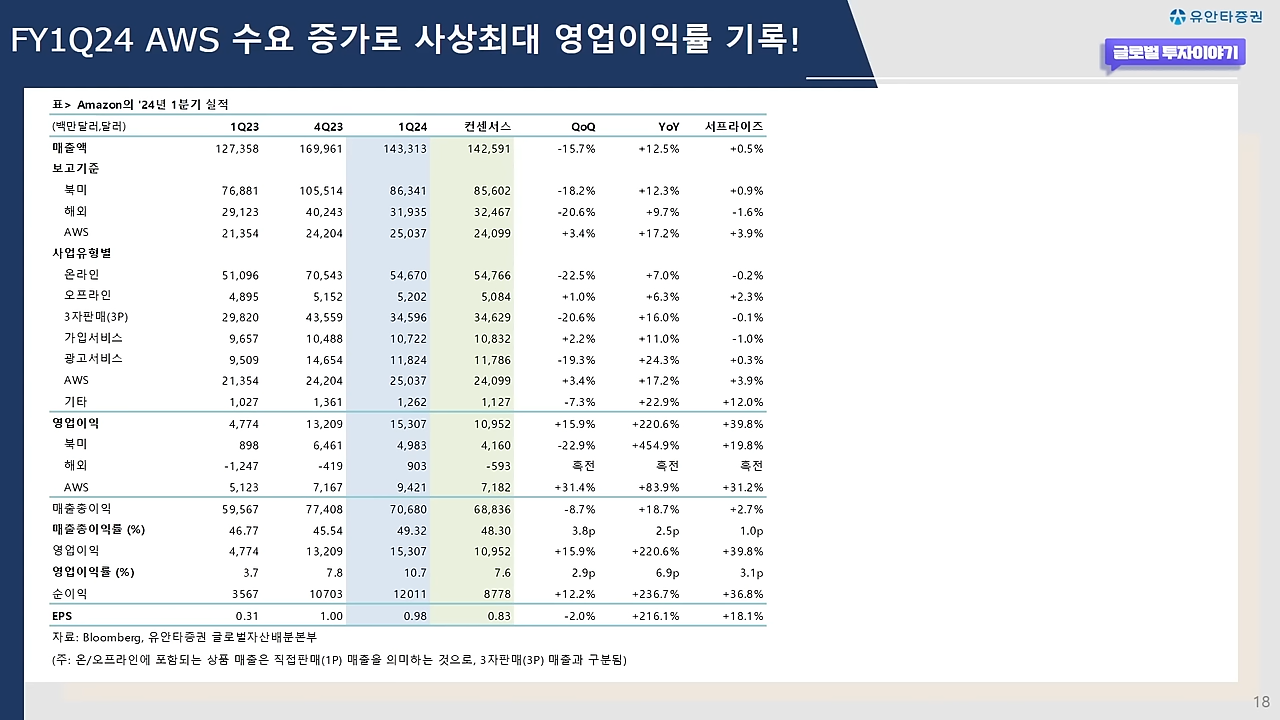 FY1Q24 AWS 수요 증가로 사상최대 영업이익률 기록!
유안타증권
글로벌 투자이야기
표> Amazon의 '24년 1분기 실적
(백만달러,달러) 1Q23 4Q23 1Q24 컨센서스 QoQ YoY 서프라이즈
매출액 127,358 169,961 143,313 142,591 -15.7% +12.5% +0.5%
보고기준
북미 76,881 105,514 86,341 85,602 -18.2% +12.3% +0.9%
해외 29,123 40,243 31,935 32,467 -20.6% +9.7% -1.6%
AWS 21,354 24,204 25,037 24,099 +3.4% +17.2% +3.9%
사업유형별
온라인 51,096 70,543 54,670 54,766 -22.5% +7.0% -0.2%
오프라인 4,895 5,152 5,202 5,084 +1.0% +6.3% +2.3%
3자판매(3P) 29,820 43,559 34,596 34,629 -20.6% +16.0% -0.1%
가입서비스 9,657 10,488 10,722 10,832 +2.2% +11.0% -1.0%
광고서비스 9,509 14,654 11,824 11,786 -19.3% +24.3% +0.3%
AWS 21,354 24,204 25,037 24,099 +3.4% +17.2% +3.9%
기타 1,027 1,361 1,262 1,127 -7.3% +22.9% +12.0%
영업이익 4,774 13,209 15,307 10,952 +15.9% +220.6% +39.8%
북미 898 6,461 4,983 4,160 -22.9% +454.9% +19.8%
해외 -1,247 -419 903 -593 흑전 흑전 흑전
AWS 5,123 7,167 9,421 7,182 +31.4% +83.9% +31.2%
매출총이익 59,567 77,408 70,680 68,836 -8.7% +18.7% +2.7%
매출총이익률 (%) 46.77 45.54 49.32 48.30 3.8p 2.5p 1.0p
영업이익 4,774 13,209 15,307 10,952 +15.9% +220.6% +39.8%
영업이익률 (%) 3.7 7.8 10.7 7.6 2.9p 6.9p 3.1p
순이익 3567 10703 12011 8778 +12.2% +236.7% +36.8%
EPS 0.31 1.00 0.98 0.83 -2.0% +216.1% +18.1%
자료: Bloomberg, 유안타증권 글로벌자산배분본부
(주: 온/오프라인에 포함되는 상품 매출은 직접판매(1P) 매출을 의미하는 것으로, 3자판매(3P) 매출과 구분됨)
18